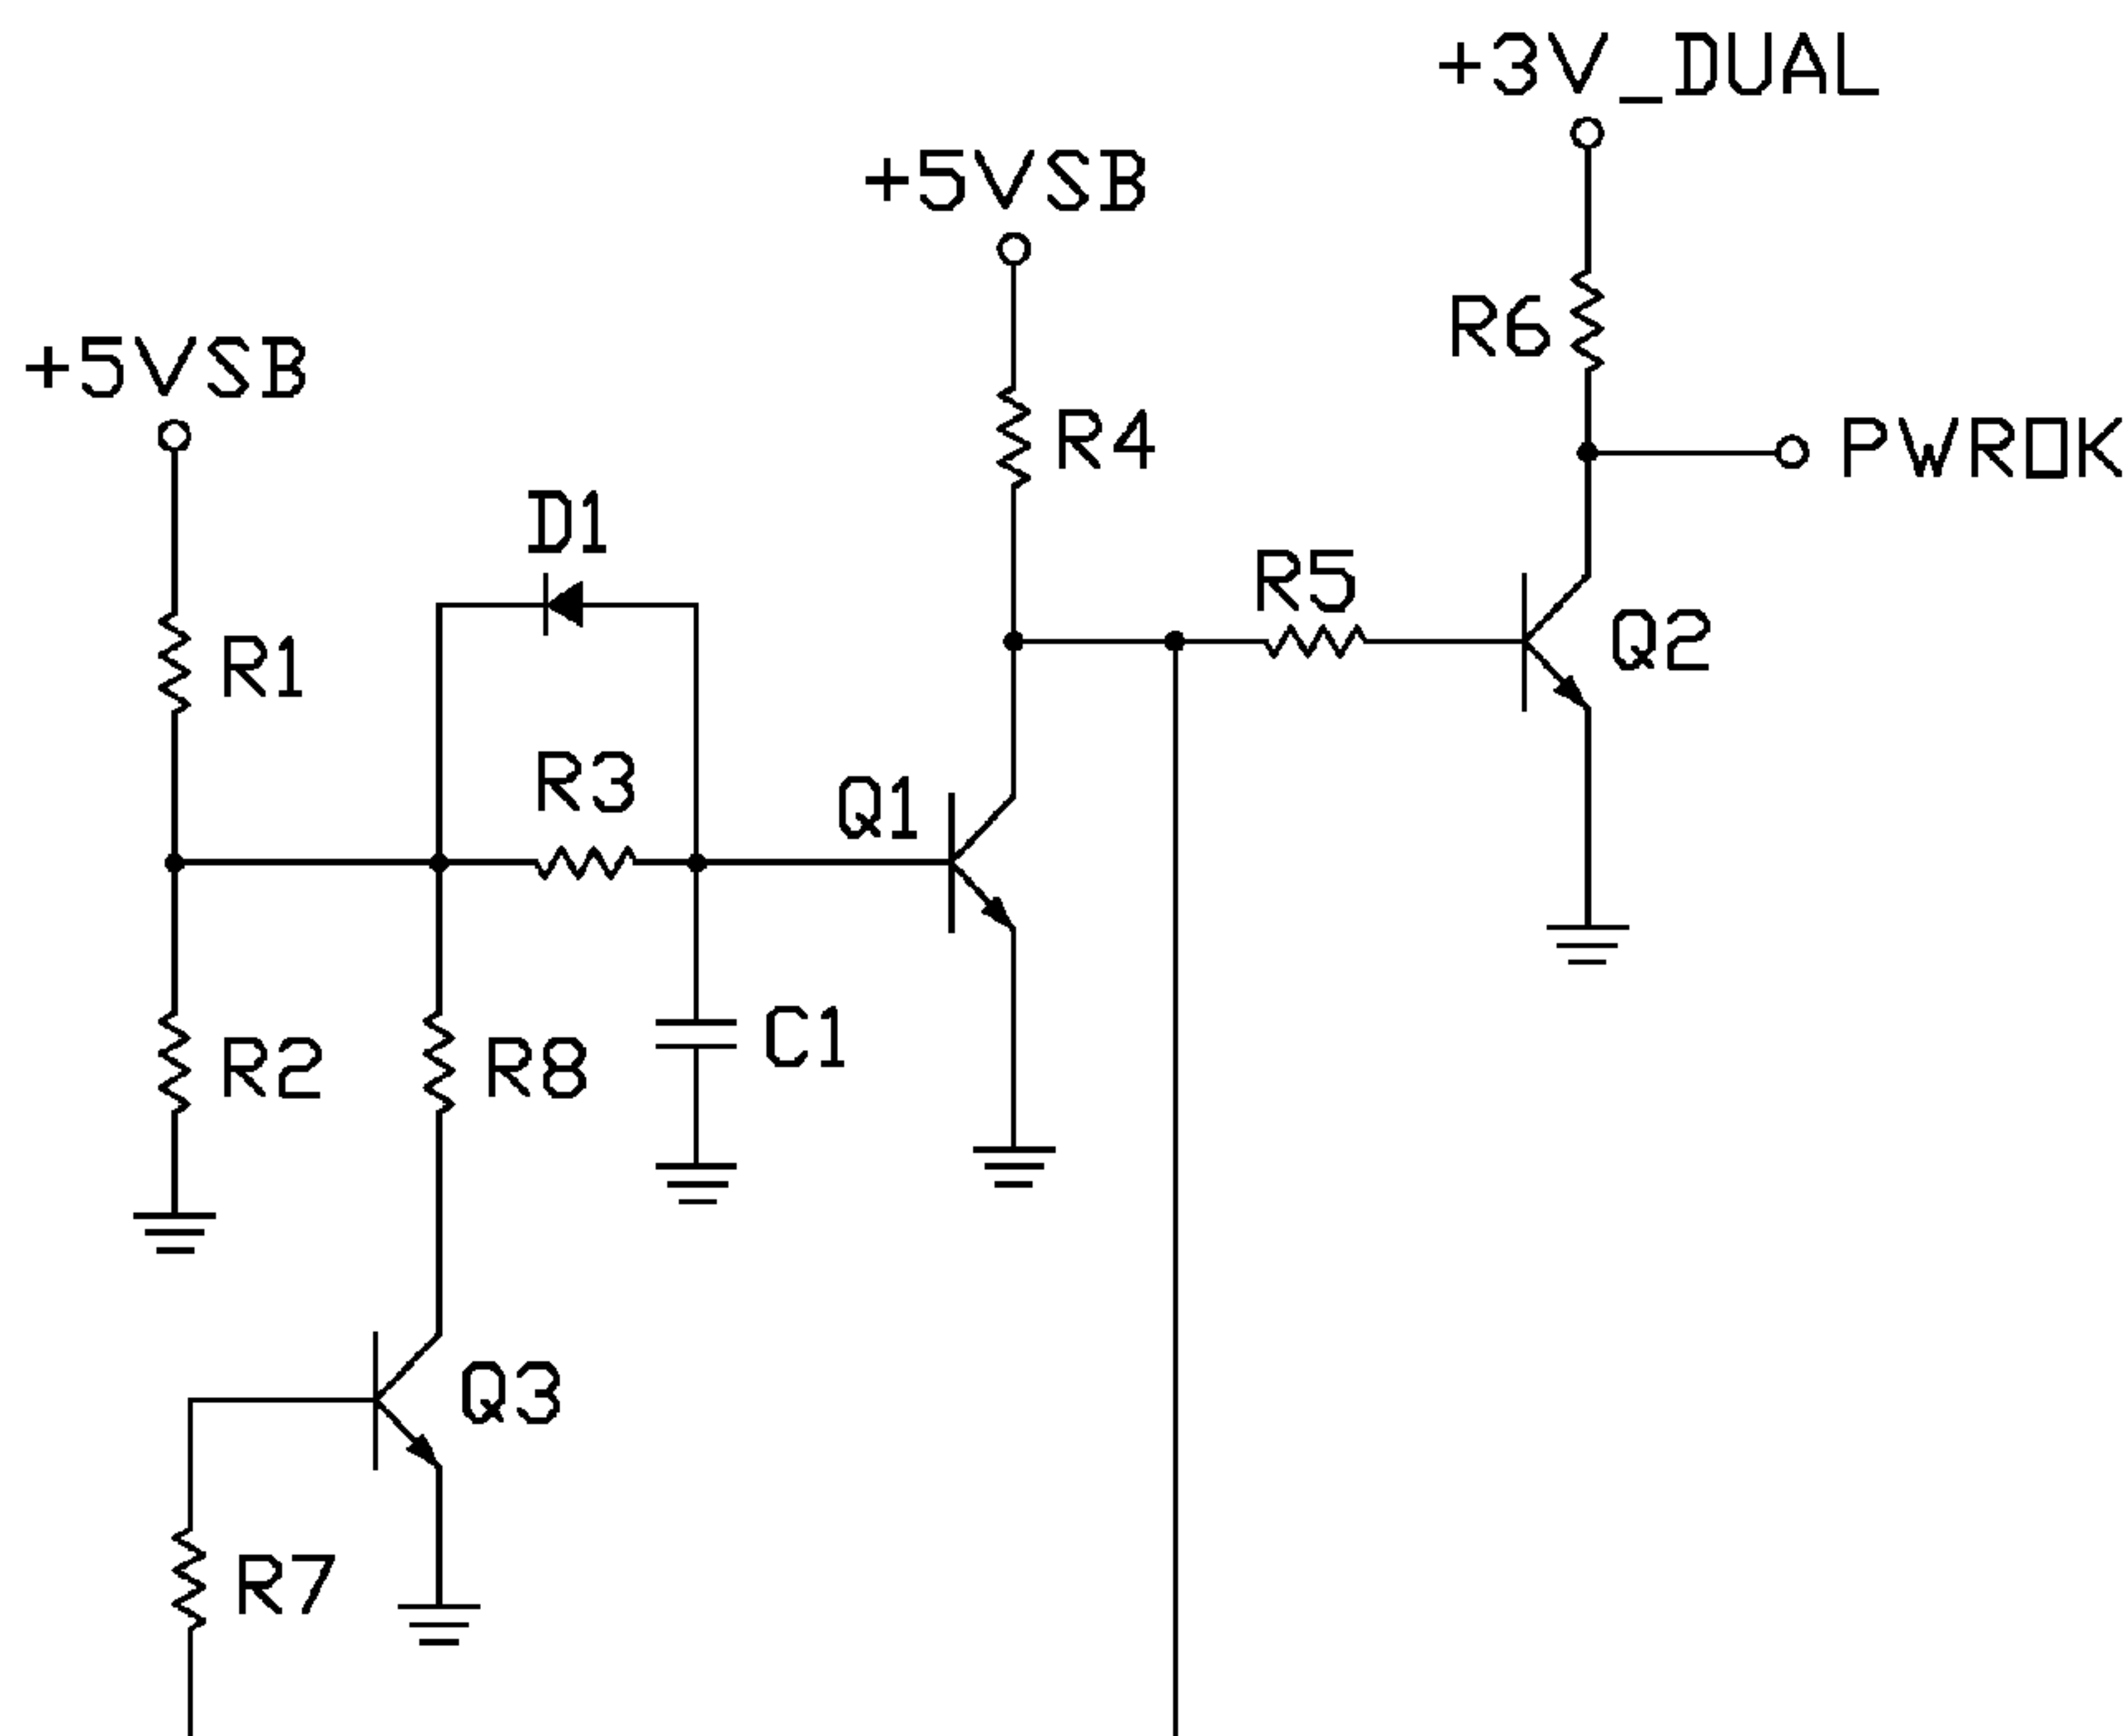 +3V_DUAL
+5VSB
R6
+5VSB
R4
PWROK
D1
R5
R1
Q2
R3
Q1
C1
R2
R8
Q3
R7